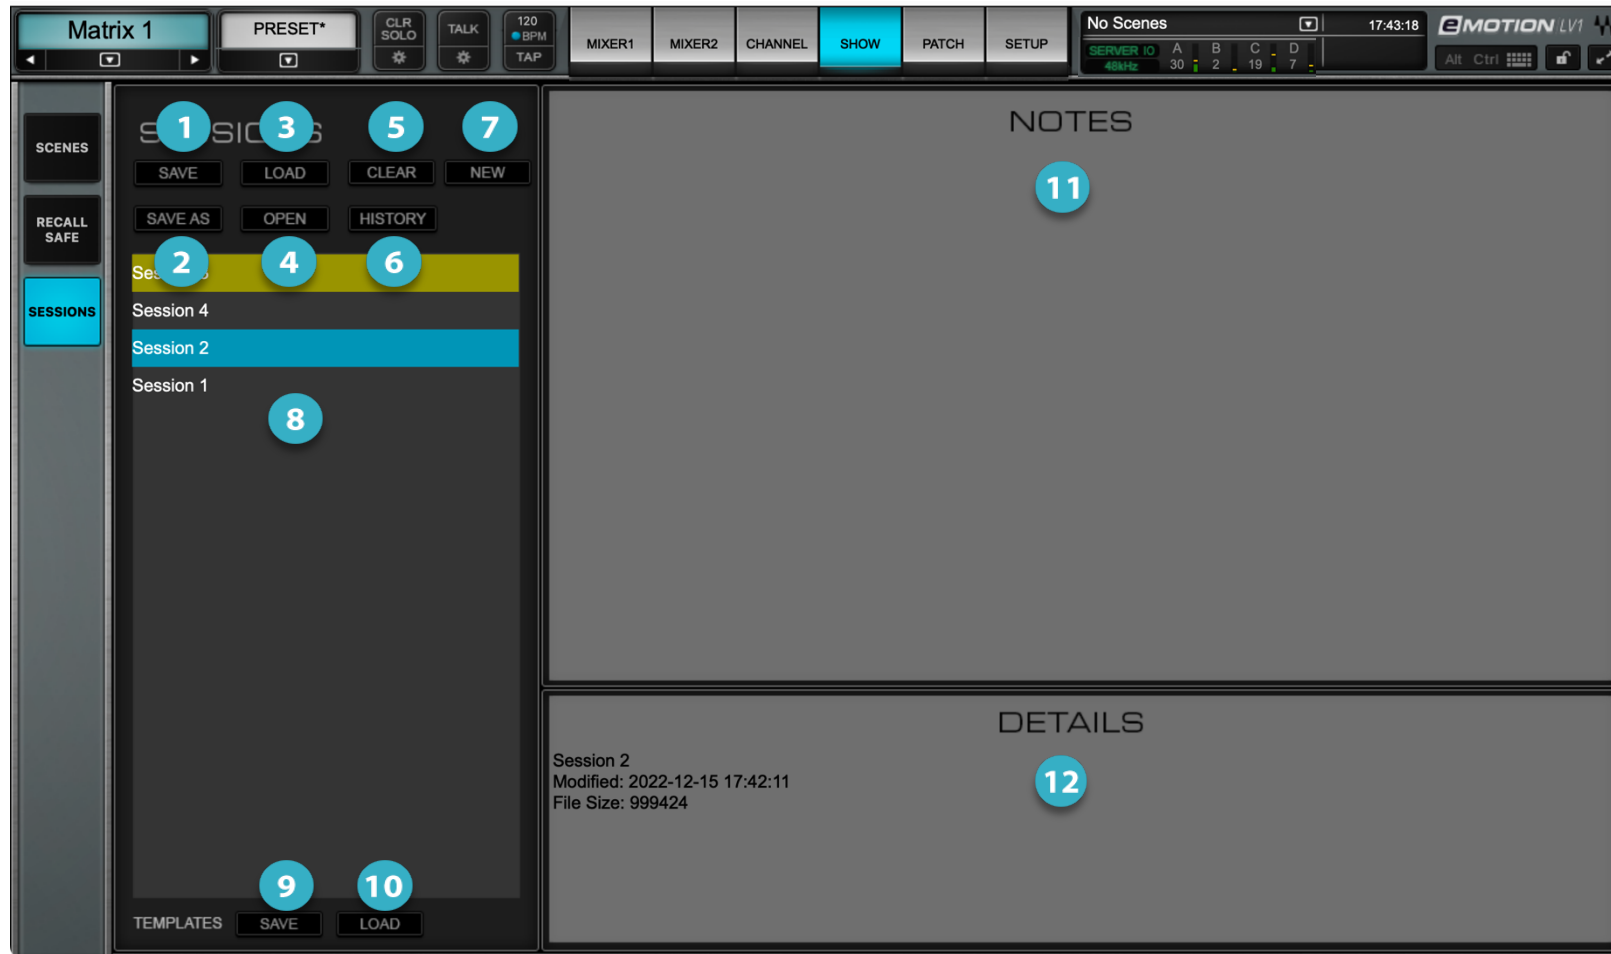 Matrix 1
PRESET*
CLR
SOLO
TALK
120
BPM
TAP
MIXER1
MIXER2
CHANNEL
SHOW
PATCH
SETUP
No Scenes
17:43:18
eMOTION LV1
SERVER IO A B C D
48kHz 30 2 19 7
Alt Ctrl
SCENES
RECALL
SAFE
SESSIONS
1 3 5 7
SAVE LOAD CLEAR NEW
SAVE AS OPEN HISTORY
2 4 6
Session 4
Session 2
Session 1
8
9 10
TEMPLATES SAVE LOAD
NOTES
11
DETAILS
Session 2
Modified: 2022-12-15 17:42:11
File Size: 999424
12